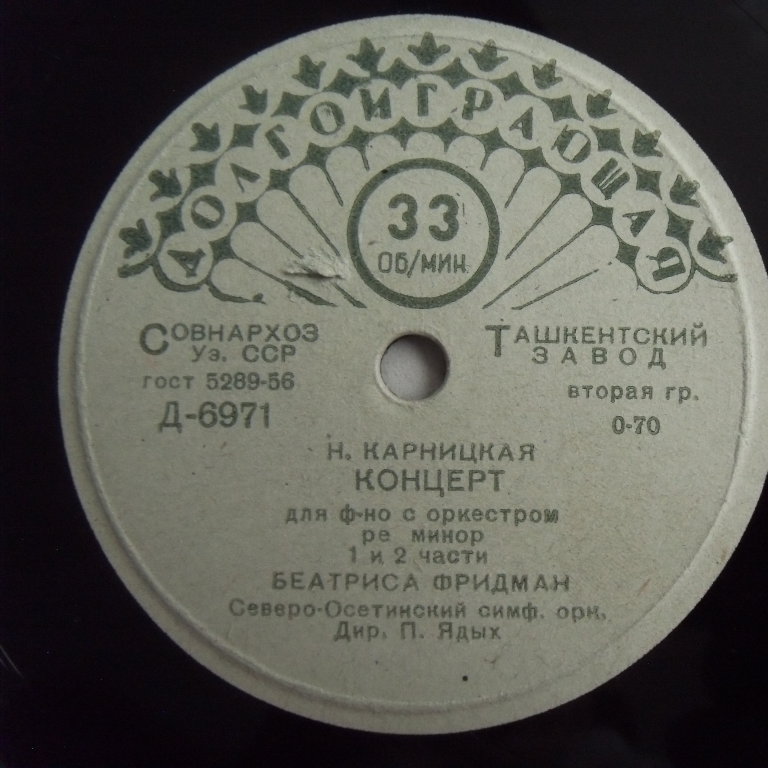 ДОЛГОИГРАЮЩАЯ
33
ОБ/МИН
СОВНАРХОЗ
Уз. ССР
ГОСТ 5289-56
Д-6971
ТАШКЕНТСКИЙ
ЗАВОД
вторая гр.
0-70
Н. КАРНИЦКАЯ
КОНЦЕРТ
для ф-но с оркестром
ре минор
1 и 2 части
БЕАТРИСА ФРИДМАН
Северо-Осетинский симф. орк.
Дир. П. Ядых